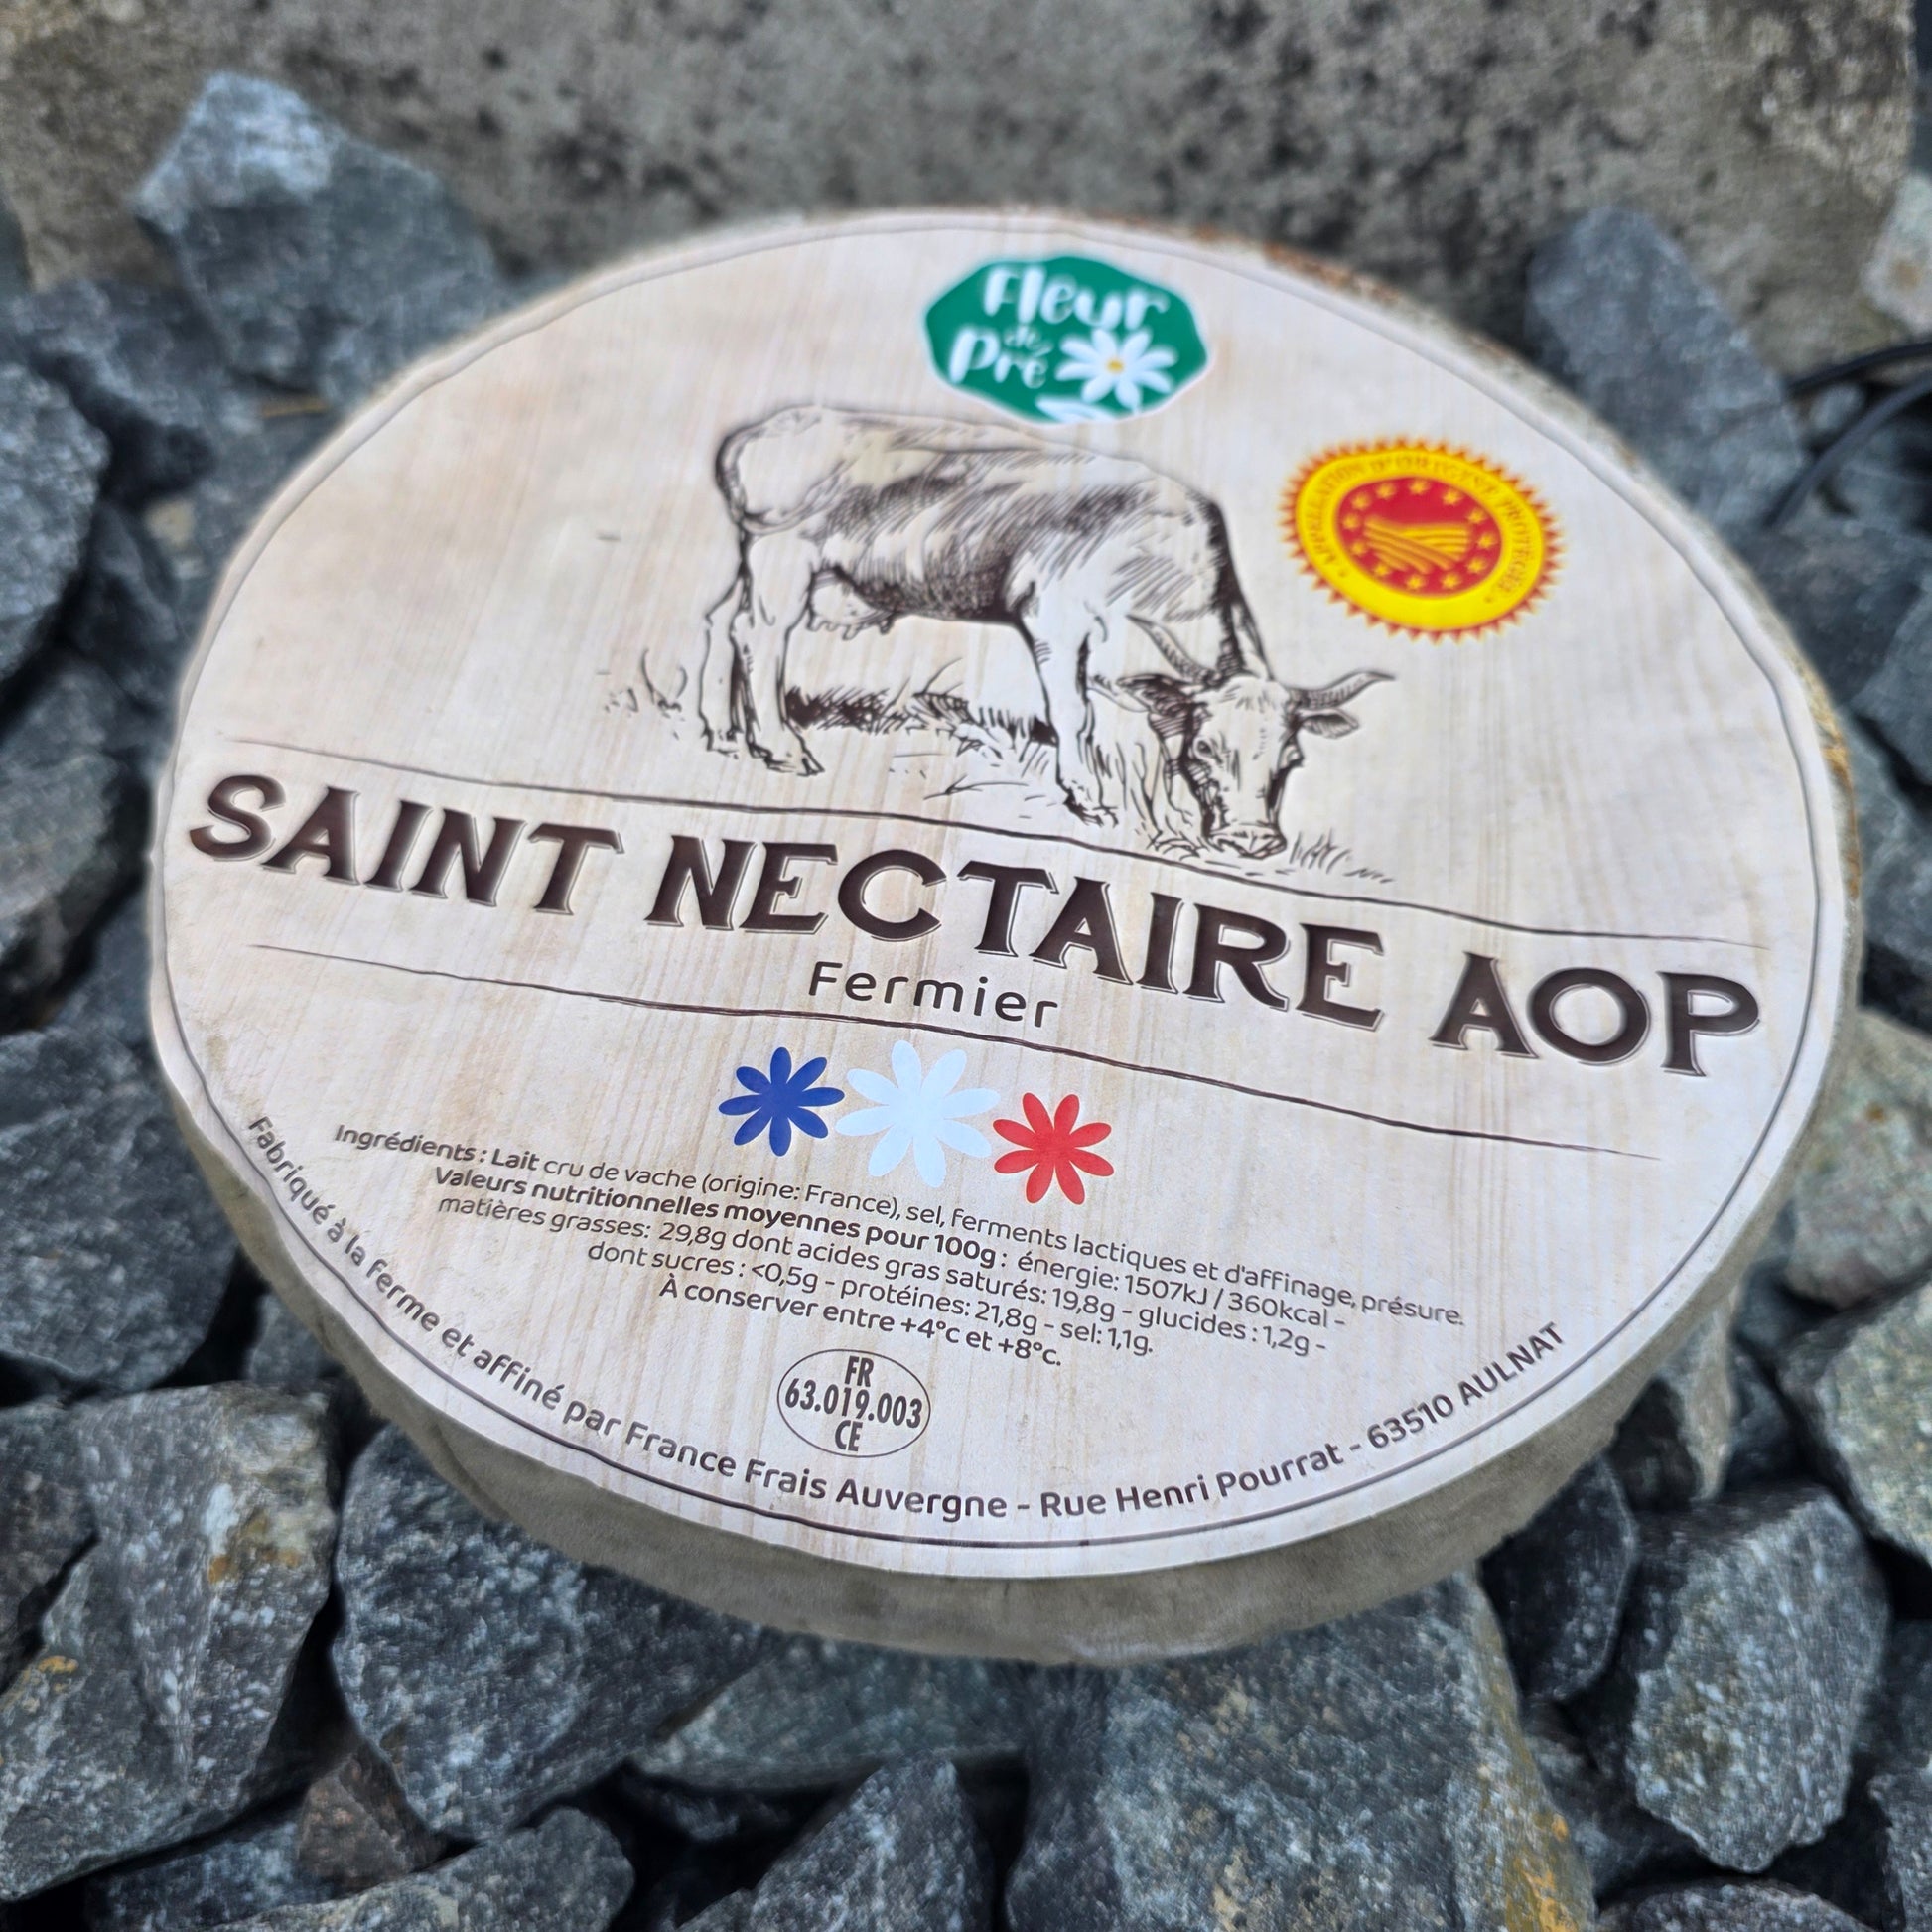 Fleur
de
Pré
APPELLATION D'ORIGINE PROTÉGÉE
SAINT NECTAIRE AOP
Fermier
Ingrédients : Lait cru de vache (origine: France), sel, ferments lactiques et d'affinage, présure.
Valeurs nutritionnelles moyennes pour 100g : énergie: 1507kJ / 360kcal -
matières grasses: 29,8g dont acides gras saturés: 19,8g - glucides : 1,2g -
dont sucres : <0,5g - protéines: 21,8g - sel: 1,1g.
À conserver entre +4°c et +8°c.
FR
63.019.003
CE
Fabriqué à la ferme et affiné par France Frais Auvergne - Rue Henri Pourrat - 63510 AULNAT